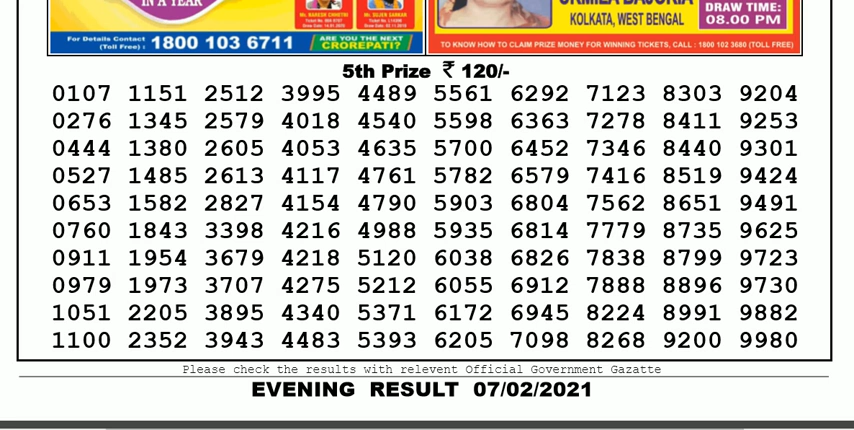 IN A YEAR
For Details Contact
(Toll Free) : 1800 103 6711
ARE YOU THE NEXT
CROREPATI?
KOLKATA, WEST BENGAL
DRAW TIME:
08.00 PM
TO KNOW HOW TO CLAIM PRIZE MONEY FOR WINNING TICKETS, CALL : 1800 102 3680 (TOLL FREE)
5th Prize ₹ 120/-
0107 1151 2512 3995 4489 5561 6292 7123 8303 9204
0276 1345 2579 4018 4540 5598 6363 7278 8411 9253
0444 1380 2605 4053 4635 5700 6452 7346 8440 9301
0527 1485 2613 4117 4761 5782 6579 7416 8519 9424
0653 1582 2827 4154 4790 5903 6804 7562 8651 9491
0760 1843 3398 4216 4988 5935 6814 7779 8735 9625
0911 1954 3679 4218 5120 6038 6826 7838 8799 9723
0979 1973 3707 4275 5212 6055 6912 7888 8896 9730
1051 2205 3895 4340 5371 6172 6945 8224 8991 9882
1100 2352 3943 4483 5393 6205 7098 8268 9200 9980
Please check the results with relevent Official Government Gazatte
EVENING RESULT 07/02/2021